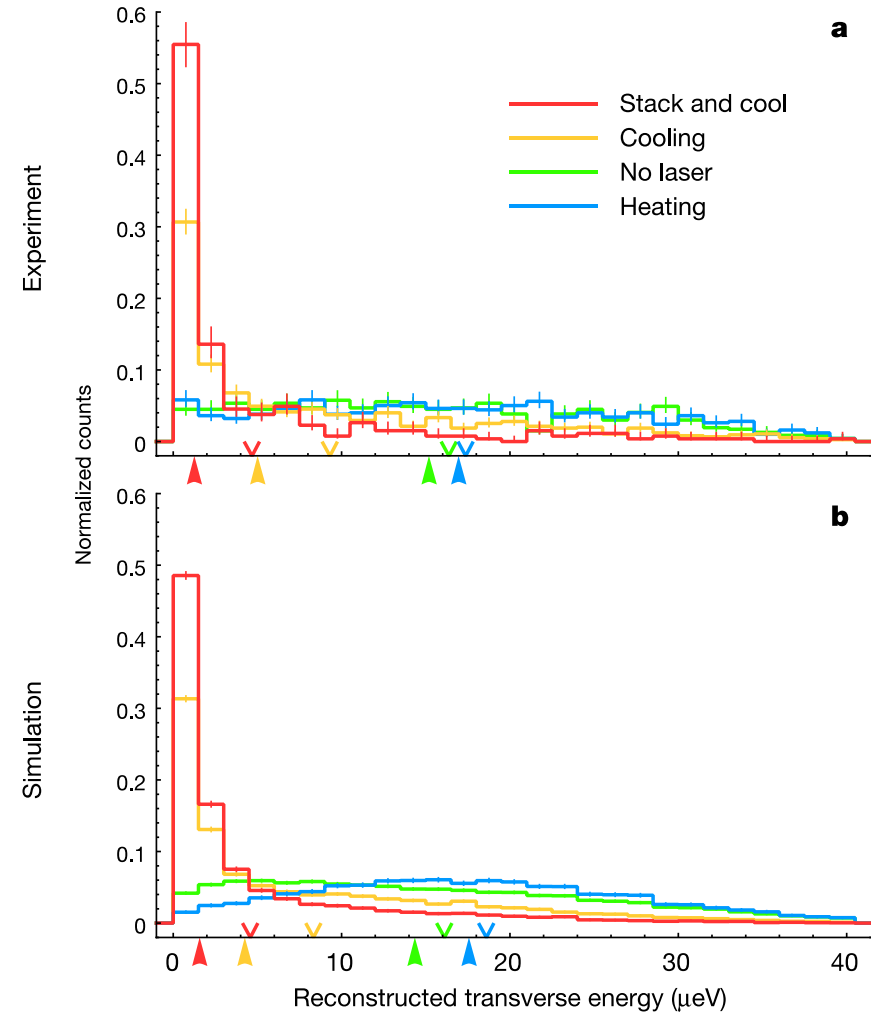 a
0.6
0.5
0.4
0.3
0.2
0.1
0
Experiment
Stack and cool
Cooling
No laser
Heating
Normalized counts
b
0.6
0.5
0.4
0.3
0.2
0.1
0
Simulation
0 10 20 30 40
Reconstructed transverse energy (μeV)